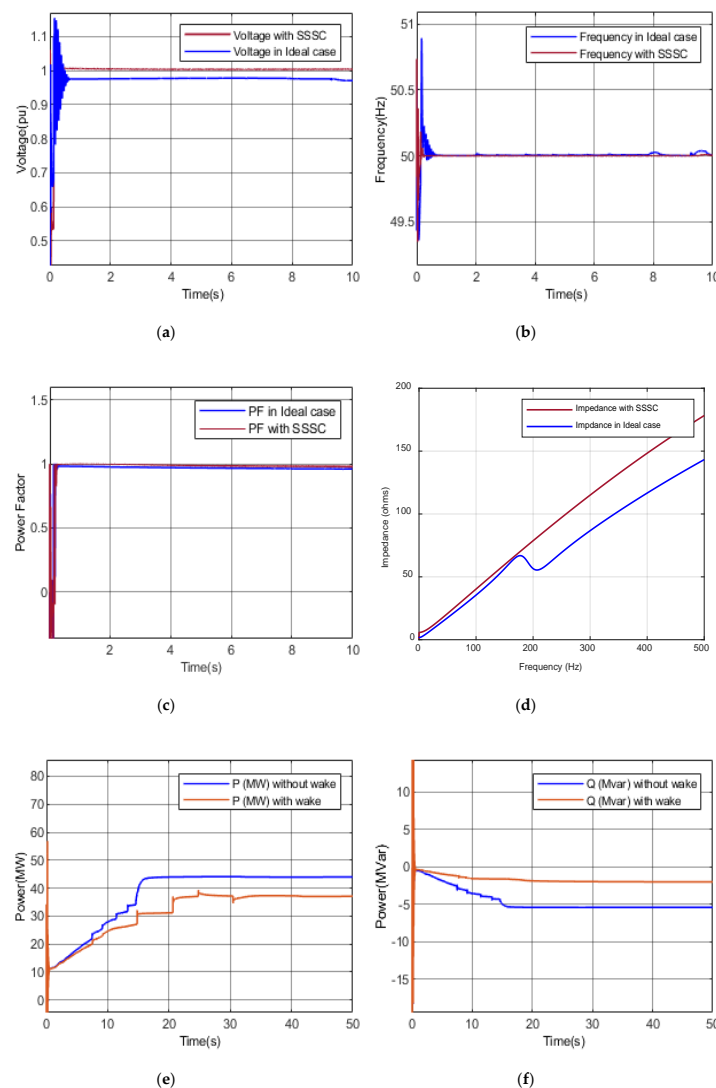 Voltage(pu)
1.1
1
0.9
0.8
0.7
0.6
0.5
Voltage with SSSC
Voltage in Ideal case
0 2 4 6 8 10
Time(s)
(a)
Frequency(Hz)
51
50.5
50
49.5
Frequency in Ideal case
Frequency with SSSC
0 2 4 6 8 10
Time(s)
(b)
Power Factor
1.5
1
0.5
0
PF in Ideal case
PF with SSSC
0 2 4 6 8 10
Time(s)
(c)
Impedance (ohms)
200
150
100
50
0
Impedance with SSSC
Impdance in Ideal case
0 100 200 300 400 500
Frequency (Hz)
(d)
Power(MW)
80
70
60
50
40
30
20
10
0
P (MW) without wake
P (MW) with wake
0 10 20 30 40 50
Time(s)
(e)
Power(MVar)
10
5
0
-5
-10
-15
Q (Mvar) without wake
Q (Mvar) with wake
0 10 20 30 40 50
Time(s)
(f)